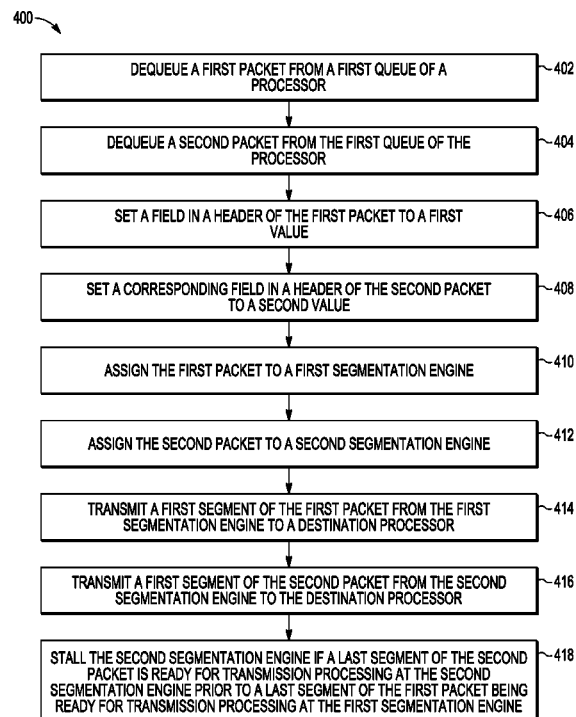 400
DEQUEUE A FIRST PACKET FROM A FIRST QUEUE OF A
PROCESSOR
402
DEQUEUE A SECOND PACKET FROM THE FIRST QUEUE OF THE
PROCESSOR
404
SET A FIELD IN A HEADER OF THE FIRST PACKET TO A FIRST
VALUE
406
SET A CORRESPONDING FIELD IN A HEADER OF THE SECOND PACKET
TO A SECOND VALUE
408
ASSIGN THE FIRST PACKET TO A FIRST SEGMENTATION ENGINE
410
ASSIGN THE SECOND PACKET TO A SECOND SEGMENTATION ENGINE
412
TRANSMIT A FIRST SEGMENT OF THE FIRST PACKET FROM THE FIRST
SEGMENTATION ENGINE TO A DESTINATION PROCESSOR
414
TRANSMIT A FIRST SEGMENT OF THE SECOND PACKET FROM THE SECOND
SEGMENTATION ENGINE TO THE DESTINATION PROCESSOR
416
STALL THE SECOND SEGMENTATION ENGINE IF A LAST SEGMENT OF THE SECOND
PACKET IS READY FOR TRANSMISSION PROCESSING AT THE SECOND
SEGMENTATION ENGINE PRIOR TO A LAST SEGMENT OF THE FIRST PACKET BEING
READY FOR TRANSMISSION PROCESSING AT THE FIRST SEGMENTATION ENGINE
418